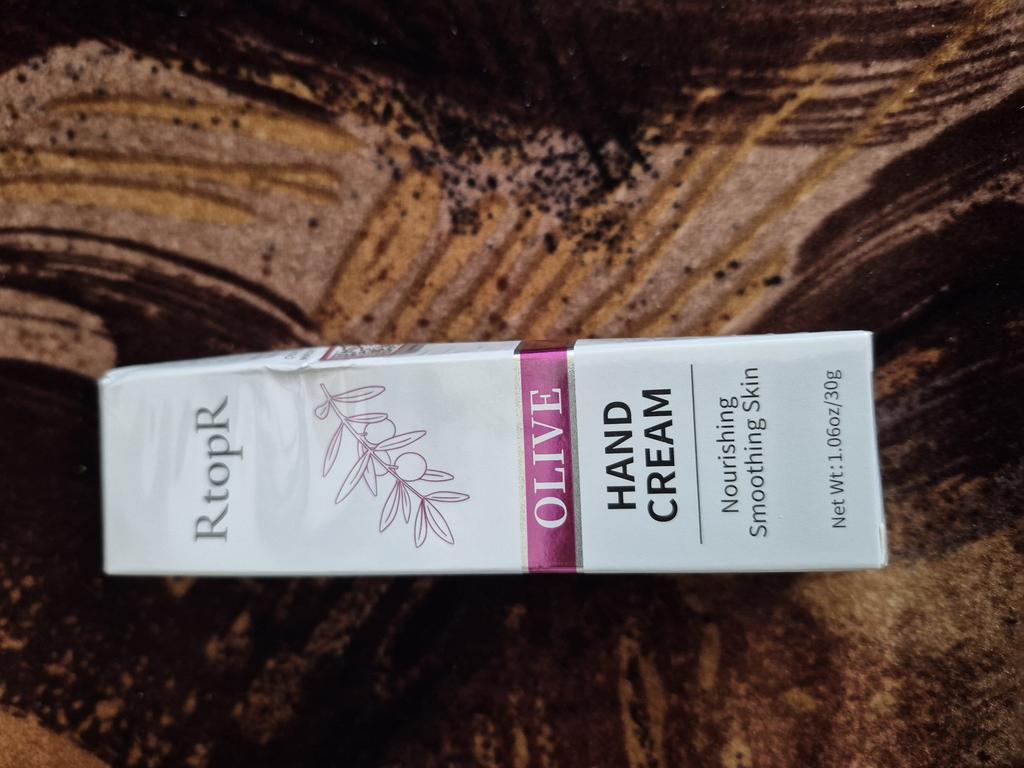 RtopR
OLIVE
HAND
CREAM
Nourishing
Smoothing Skin
Net Wt:1.06oz/30g